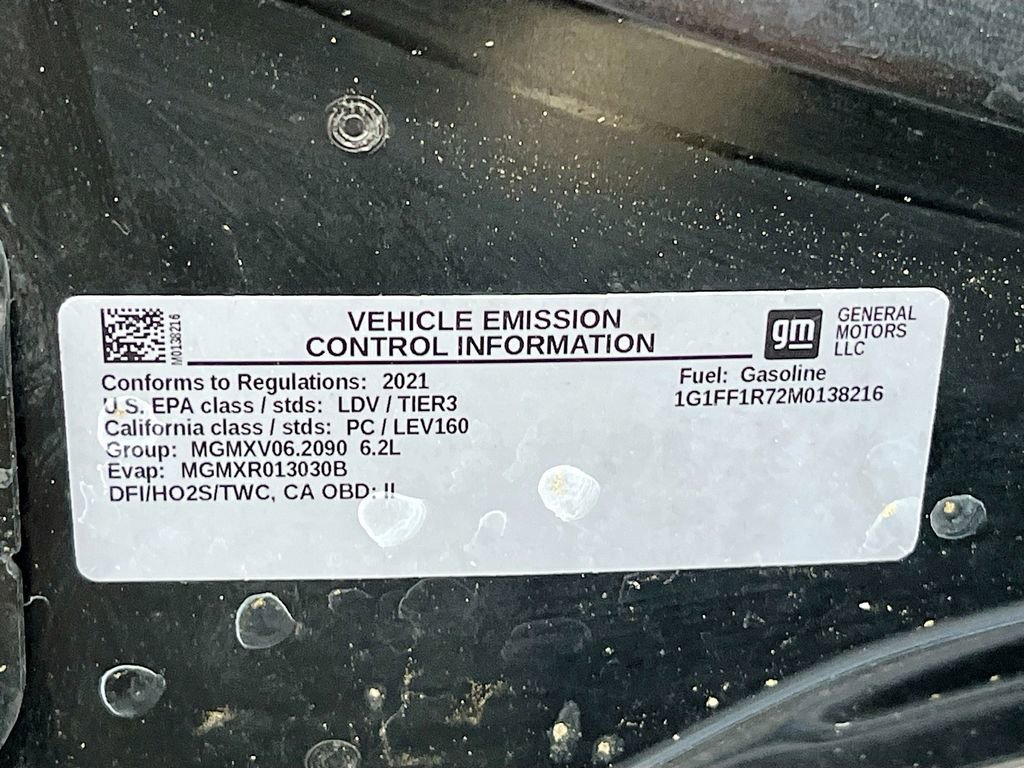 M0138216
VEHICLE EMISSION
CONTROL INFORMATION
gm
GENERAL
MOTORS
LLC
Conforms to Regulations: 2021
U.S. EPA class / stds: LDV / TIER3
California class / stds: PC / LEV160
Group: MGMXV06.2090 6.2L
Evap: MGMXR013030B
DFI/HO2S/TWC, CA OBD: II
Fuel: Gasoline
1G1FF1R72M0138216